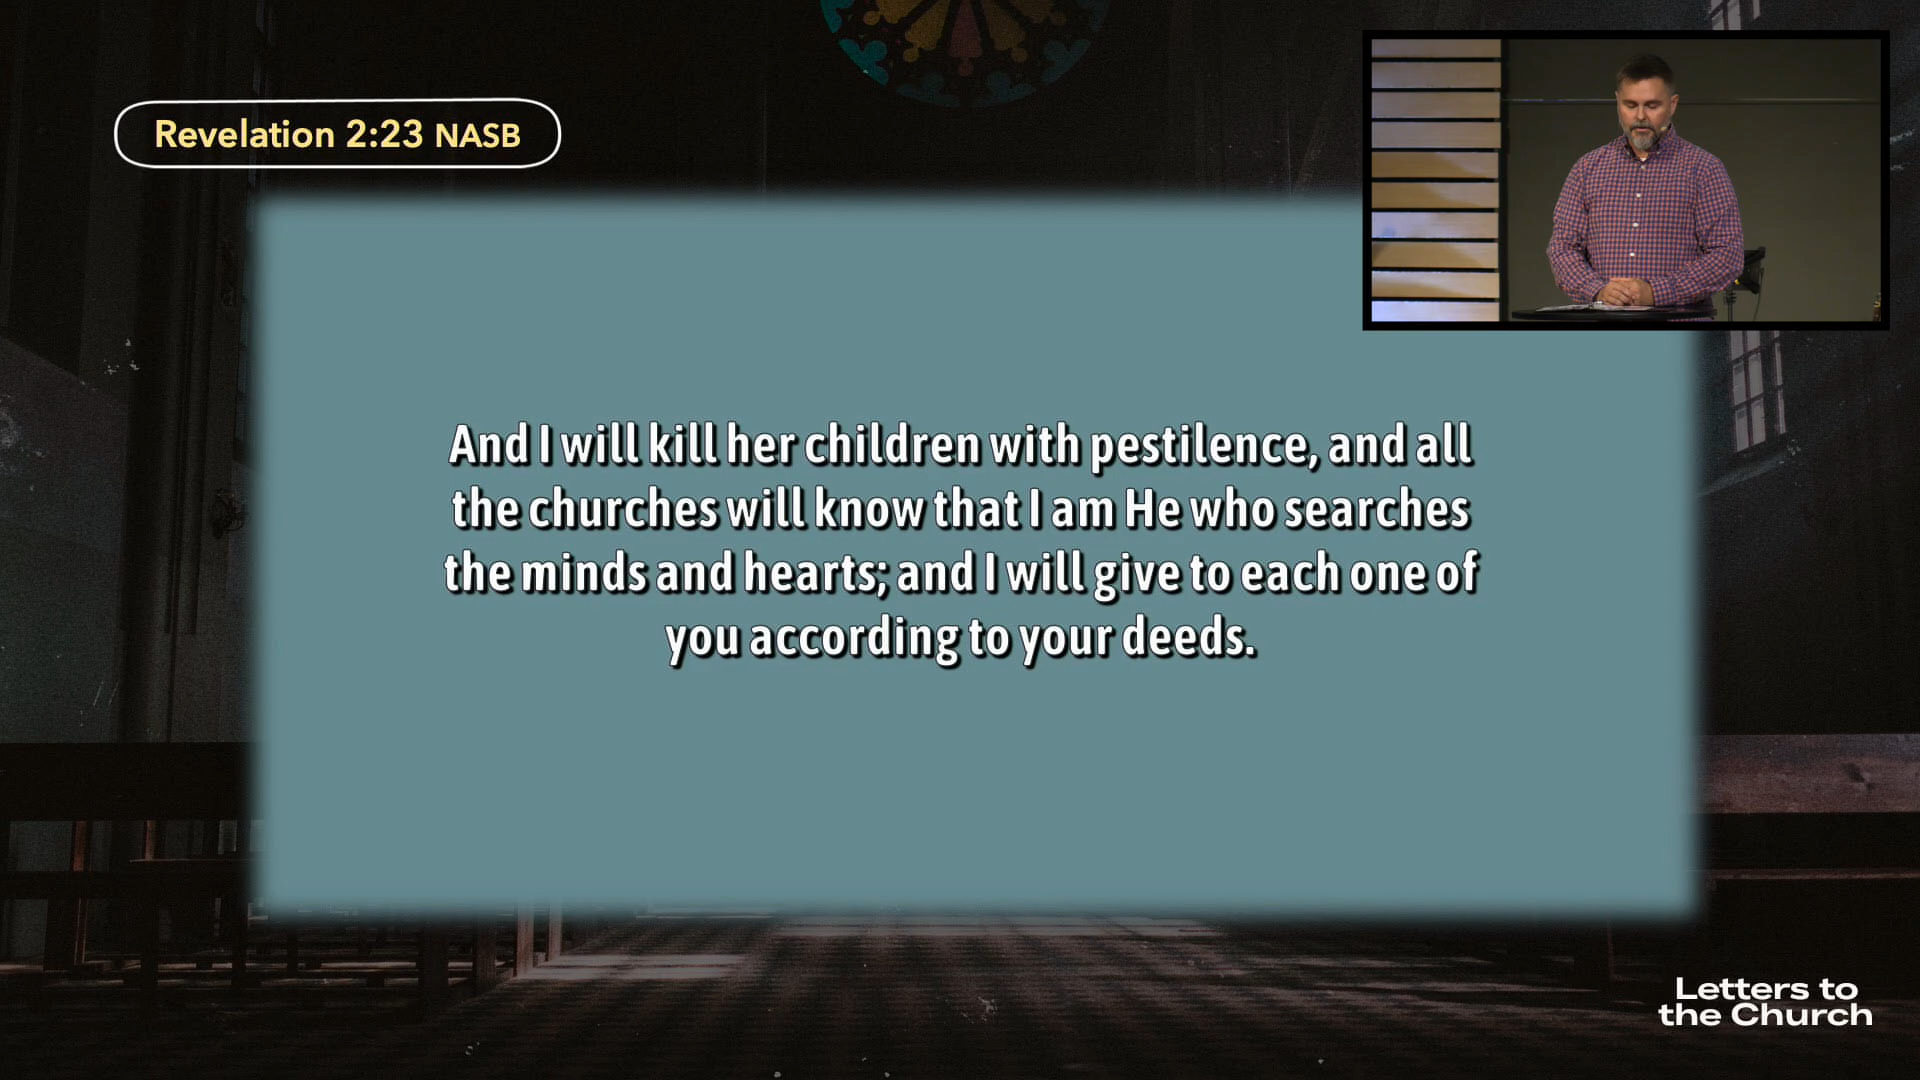 Revelation 2:23 NASB
And I will kill her children with pestilence, and all
the churches will know that I am He who searches
the minds and hearts; and I will give to each one of
you according to your deeds.
Letters to
the Church